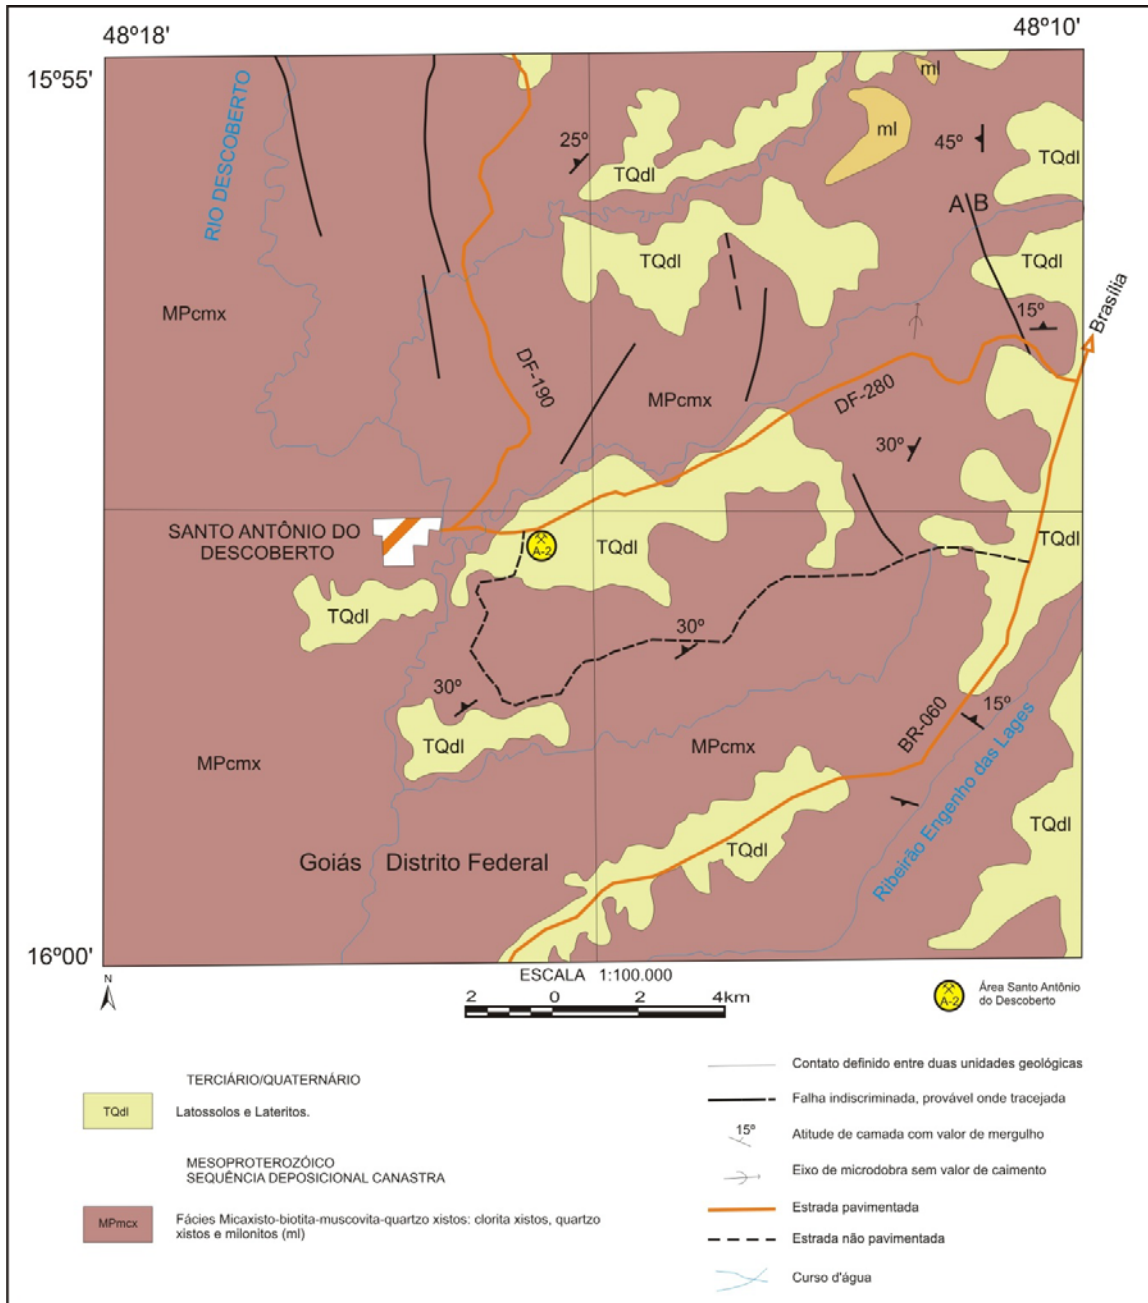 48º18'
48º10'
15º55'
ml
ml
RIO DESCOBERTO
25º
45º
TQdl
TQdl
A B
TQdl
TQdl
Brasília
MPcmx
15º
DF-190
MPcmx
DF-280
30º
SANTO ANTÔNIO DO
DESCOBERTO
A-2
TQdl
TQdl
TQdl
30º
30º
15º
TQdl
MPcmx
BR-060
MPcmx
Ribeirão Engenho das Lages
TQdl
TQdl
Goiás Distrito Federal
16º00'
N
ESCALA 1:100.000
2 0 2 4km
A-2
Área Santo Antônio
do Descoberto
TERCIÁRIO/QUATERNÁRIO
TQdl
Latossolos e Lateritos.
MESOPROTEROZÓICO
SEQUÊNCIA DEPOSICIONAL CANASTRA
MPmcx
Fácies Micaxisto-biotita-muscovita-quartzo xistos: clorita xistos, quartzo
xistos e milonitos (ml)
Contato definido entre duas unidades geológicas
Falha indiscriminada, provável onde tracejada
15º
Atitude de camada com valor de mergulho
Eixo de microdobra sem valor de caimento
Estrada pavimentada
Estrada não pavimentada
Curso d'água